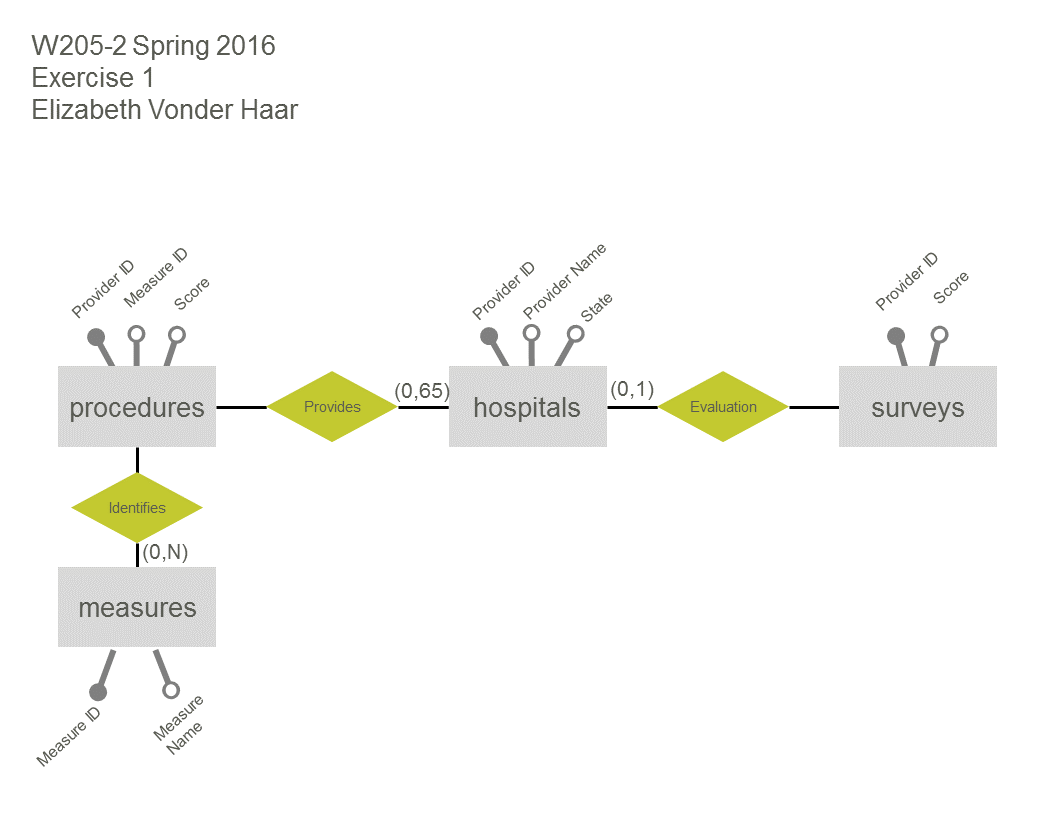 W205-2 Spring 2016
Exercise 1
Elizabeth Vonder Haar
Provider ID
Measure ID
Score
Provider ID
Provider Name
State
Provider ID
Score
procedures
Provides
(0,65)
hospitals
(0,1)
Evaluation
surveys
Identifies
(0,N)
measures
Measure ID
Measure
Name